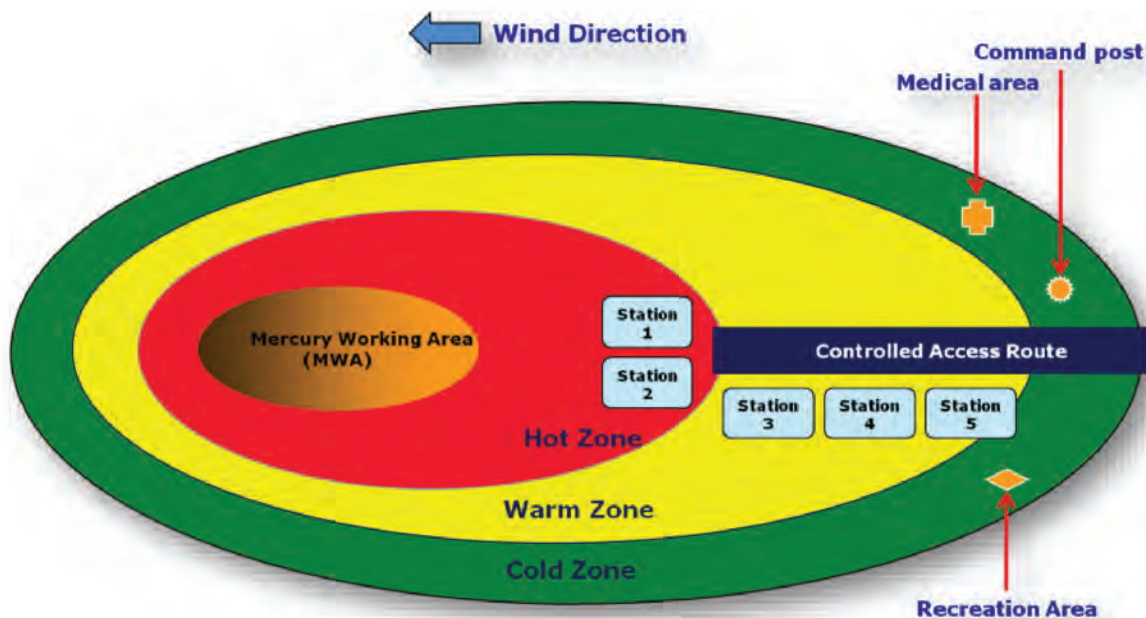 Wind Direction
Command post
Medical area
Station
1
Mercury Working Area
(MWA)
Controlled Access Route
Station
2
Station
3
Station
4
Station
5
Hot Zone
Warm Zone
Cold Zone
Recreation Area